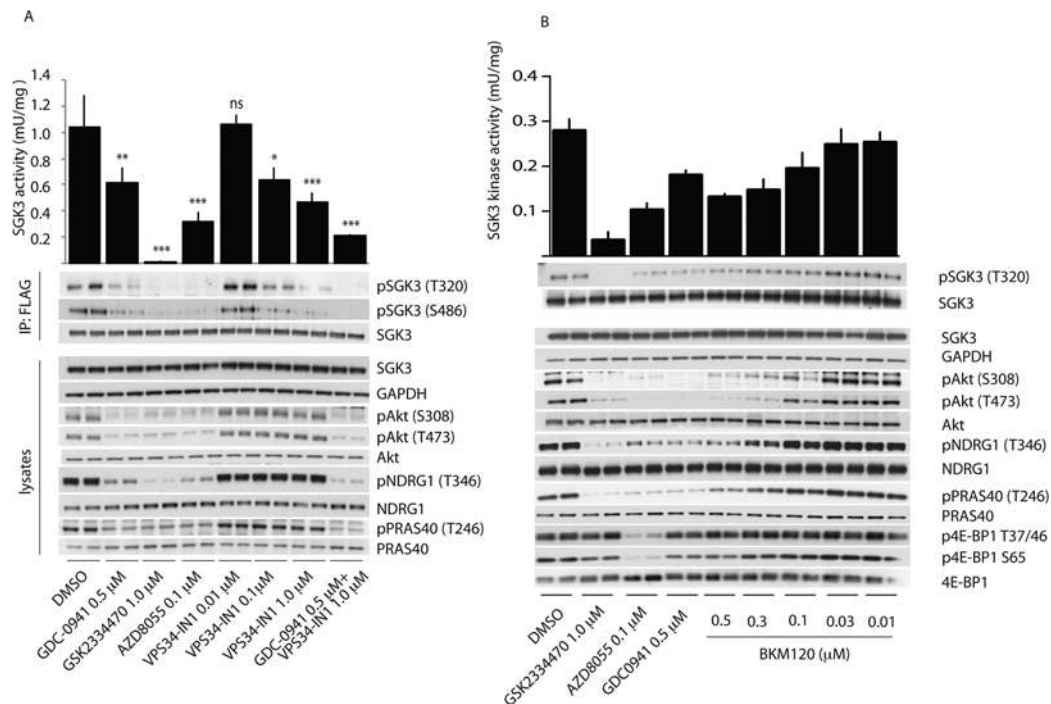 A
SGK3 activity (mU/mg)
1.4
1.2
1.0
0.8
0.6
0.4
0.2
**
***
***
ns
*
***
***
IP: FLAG
pSGK3 (T320)
pSGK3 (S486)
SGK3
lysates
SGK3
GAPDH
pAkt (S308)
pAkt (T473)
Akt
pNDRG1 (T346)
NDRG1
pPRAS40 (T246)
PRAS40
DMSO
GDC-0941 0.5 μM
GSK2334470 1.0 μM
AZD8055 0.1 μM
VPS34-IN1 0.01 μM
VPS34-IN1 0.1μM
VPS34-IN1 1.0 μM
GDC-0941 0.5 μM+
VPS34-IN1 1.0 μM
B
SGK3 kinase activity (mU/mg)
0.4
0.3
0.2
0.1
pSGK3 (T320)
SGK3
SGK3
GAPDH
pAkt (S308)
pAkt (T473)
Akt
pNDRG1 (T346)
NDRG1
pPRAS40 (T246)
PRAS40
p4E-BP1 T37/46
p4E-BP1 S65
4E-BP1
DMSO
GSK2334470 1.0 μM
AZD8055 0.1 μM
GDC0941 0.5 μM
0.5 0.3 0.1 0.03 0.01
BKM120 (μM)